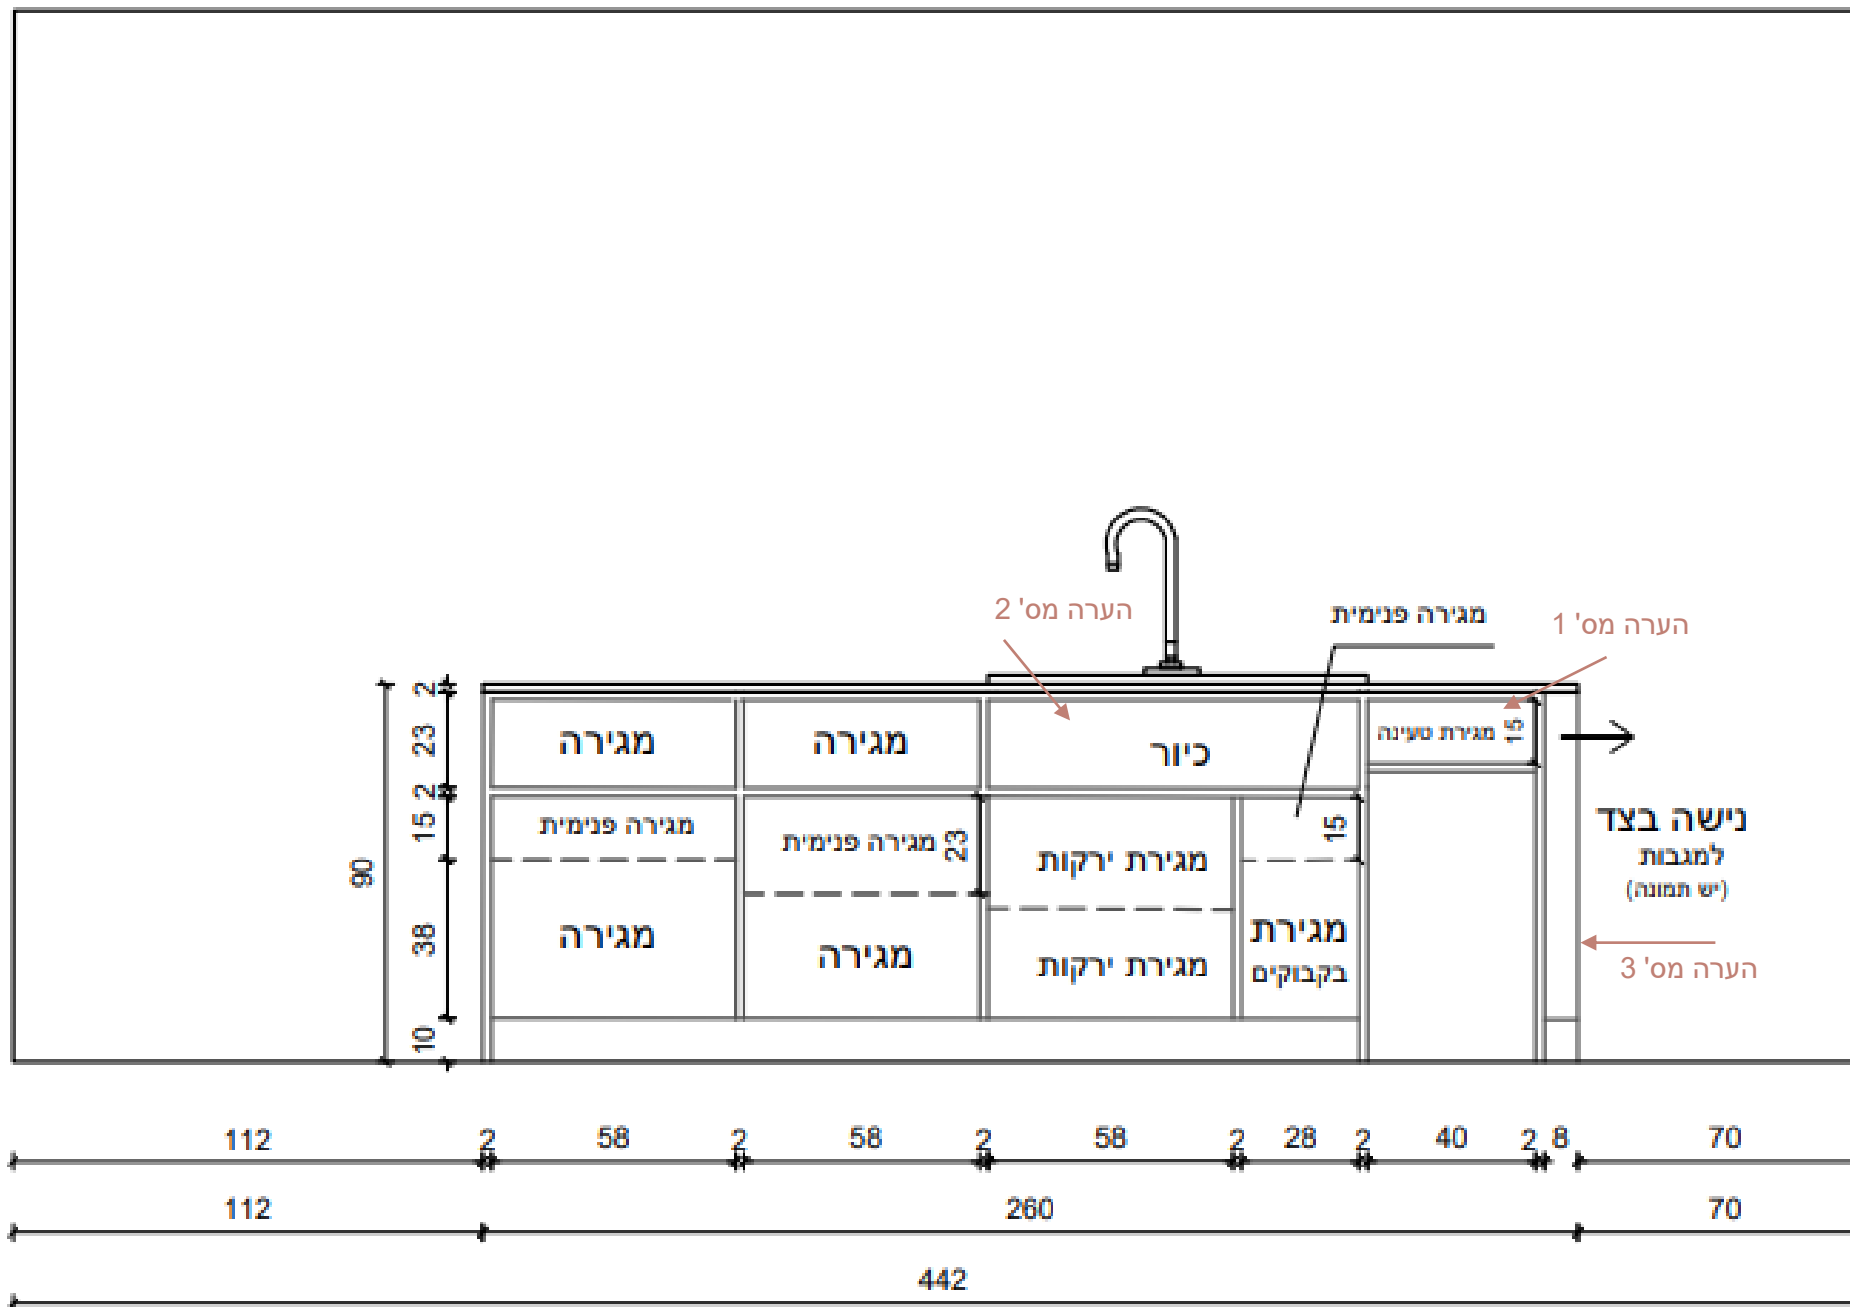 הערה מס' 2
מגירה פנימית
הערה מס' 1
2
23
2
15
38
10
90
מגירה
מגירה
כיור
מגירת טעינה
15
מגירה פנימית
מגירה
מגירה פנימית
23
מגירה
מגירת ירקות
מגירת ירקות
15
מגירת
בקבוקים
נישה בצד
למגבות
(יש תמונה)
הערה מס' 3
112 2 58 2 58 2 58 2 28 2 40 2 8 70
112 260 70
442